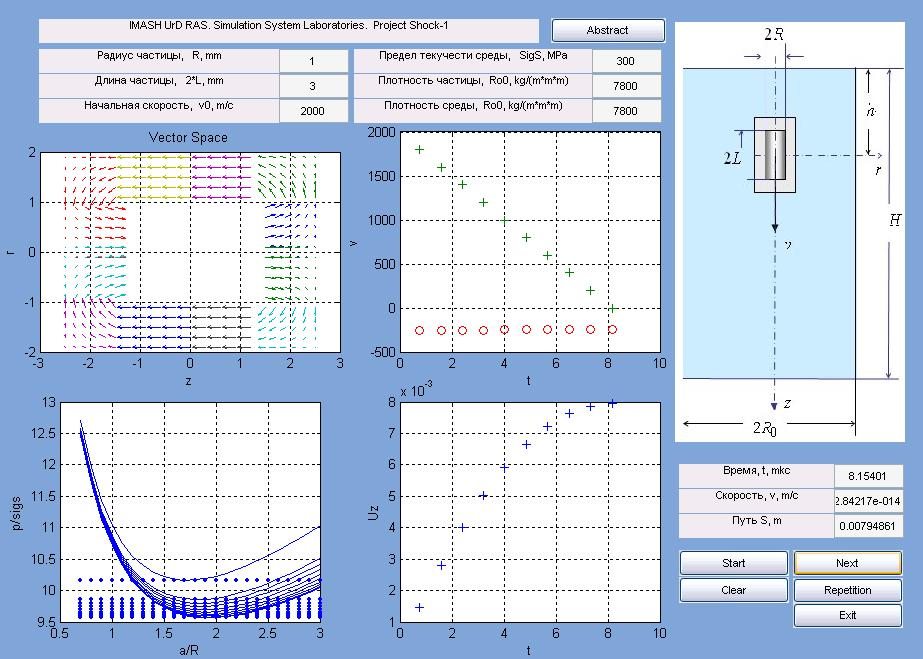 IMASH UrD RAS. Simulation System Laboratories. Project Shock-1
Abstract
Радиус частицы, R, mm 1
Длина частицы, 2*L, mm 3
Начальная скорость, v0, m/c 2000
Предел текучести среды, SigS, MPa 300
Плотность частицы, Ro0, kg/(m*m*m) 7800
Плотность среды, Ro0, kg/(m*m*m) 7800
Vector Space
2
1
0
-1
-2
r
-3 -2 -1 0 1 2 3
z
2000
1500
1000
500
0
-500
v
0 2 4 6 8 10
t
13
12.5
12
11.5
11
10.5
10
9.5
p/sigs
0.5 1 1.5 2 2.5 3
a/R
x 10^-3
8
7
6
5
4
3
2
1
Uz
0 2 4 6 8 10
t
2R
h
2L
r
v
H
z
2R0
Время, t, mkc 8.15401
Скорость, v, m/c 2.84217e-014
Путь S, m 0.00794861
Start
Next
Clear
Repetition
Exit